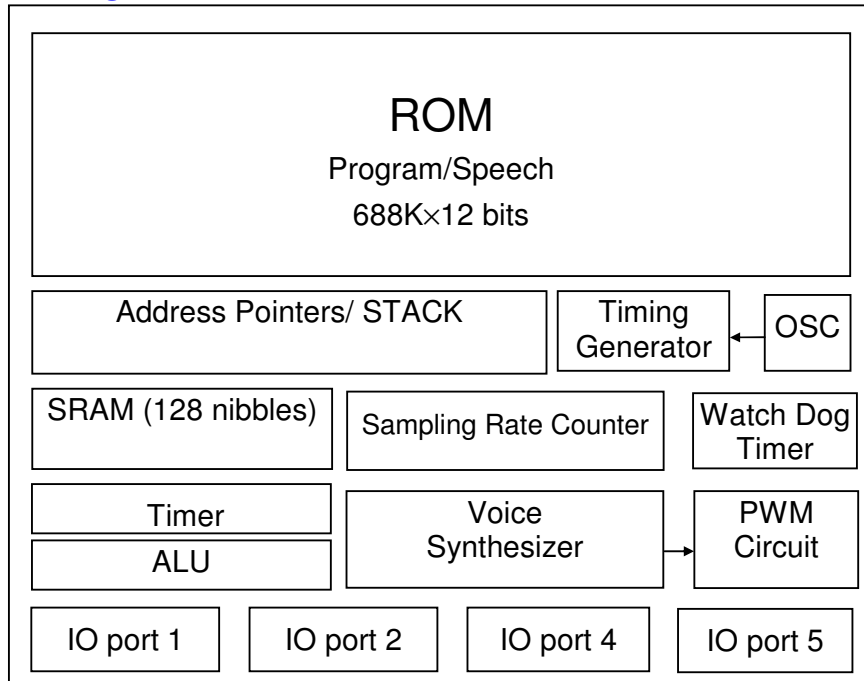 ROM
Program/Speech
688K×12 bits
Address Pointers/ STACK
Timing
Generator
OSC
SRAM (128 nibbles)
Sampling Rate Counter
Watch Dog
Timer
Timer
ALU
Voice
Synthesizer
PWM
Circuit
IO port 1
IO port 2
IO port 4
IO port 5